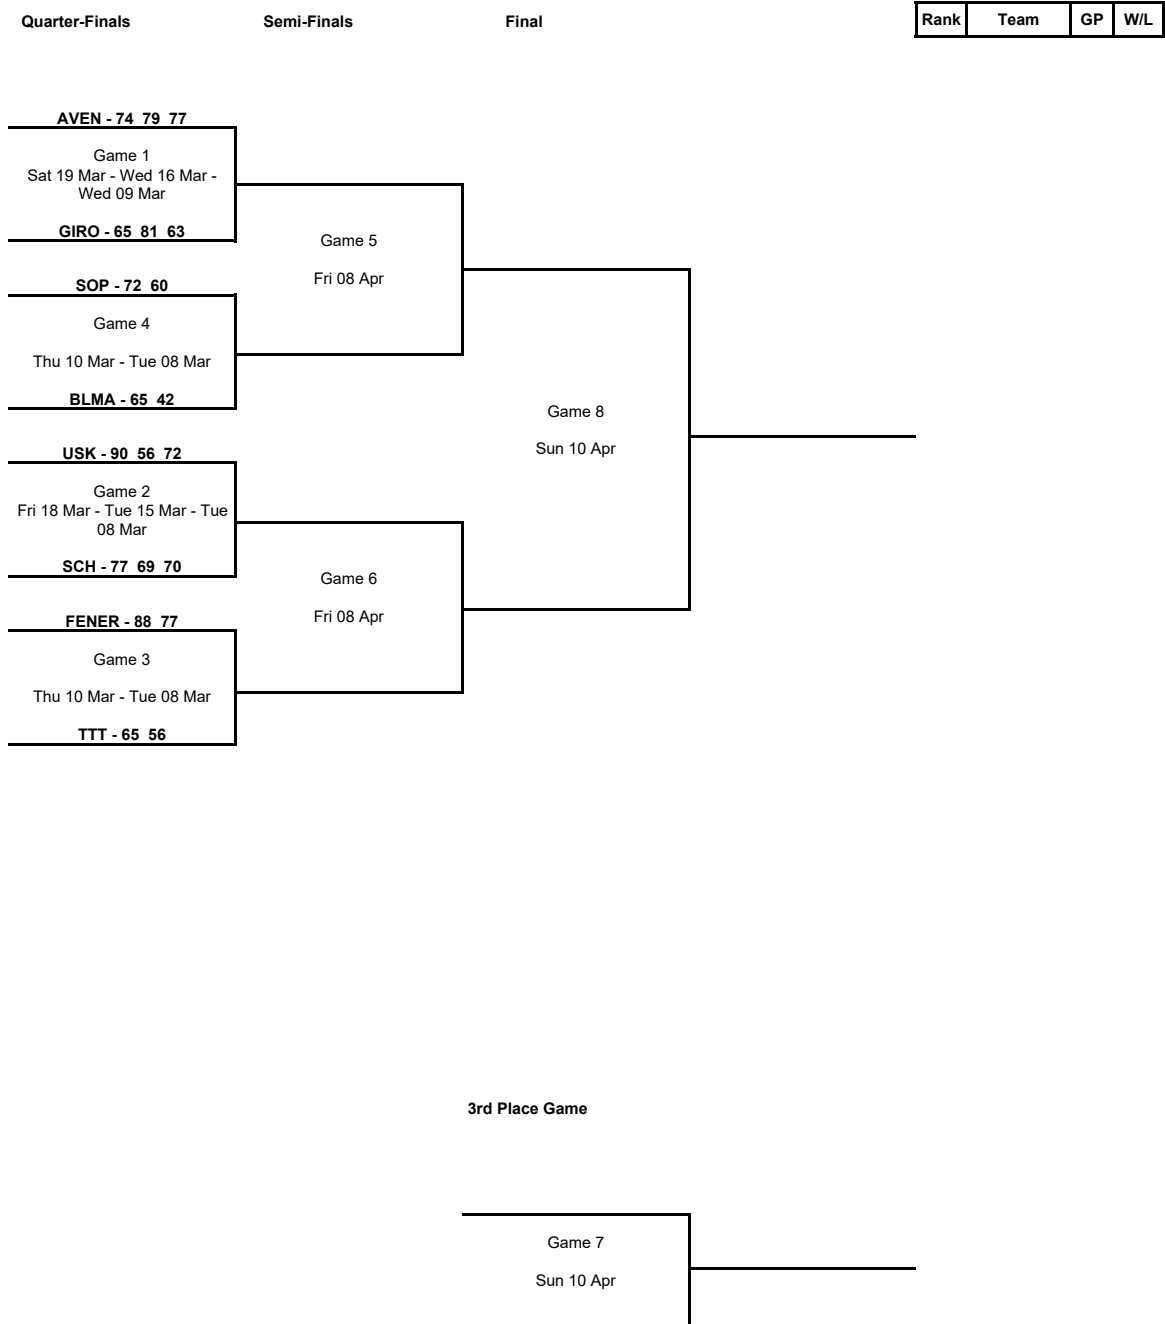 Quarter-Finals
Semi-Finals
Final
Rank Team GP W/L
AVEN - 74 79 77
Game 1
Sat 19 Mar - Wed 16 Mar -
Wed 09 Mar
GIRO - 65 81 63
Game 5
Fri 08 Apr
SOP - 72 60
Game 4
Thu 10 Mar - Tue 08 Mar
BLMA - 65 42
Game 8
Sun 10 Apr
USK - 90 56 72
Game 2
Fri 18 Mar - Tue 15 Mar - Tue
08 Mar
SCH - 77 69 70
Game 6
Fri 08 Apr
FENER - 88 77
Game 3
Thu 10 Mar - Tue 08 Mar
TTT - 65 56
3rd Place Game
Game 7
Sun 10 Apr